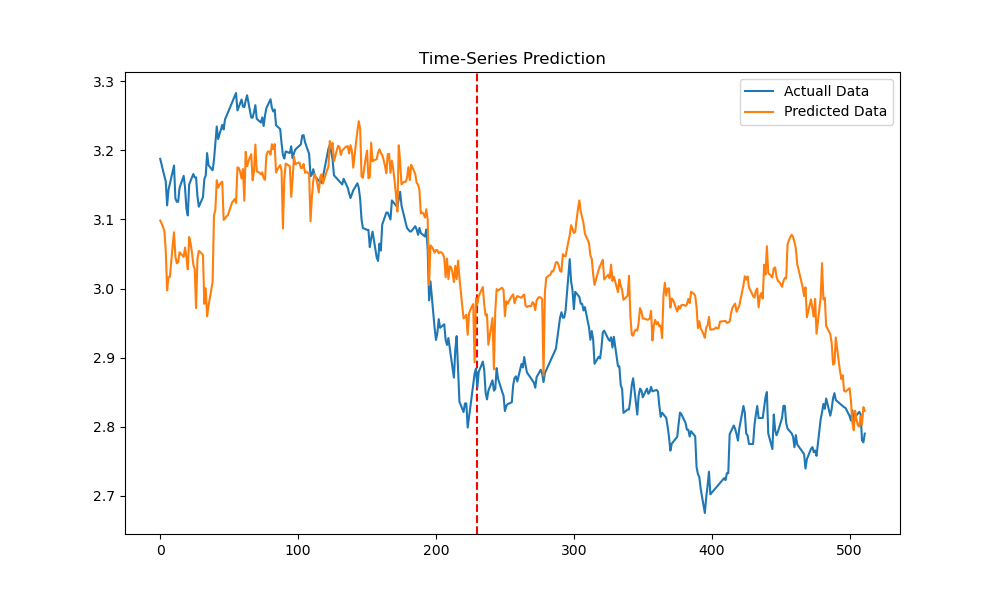 Time-Series Prediction
Actuall Data
Predicted Data
3.3
3.2
3.1
3.0
2.9
2.8
2.7
0 100 200 300 400 500